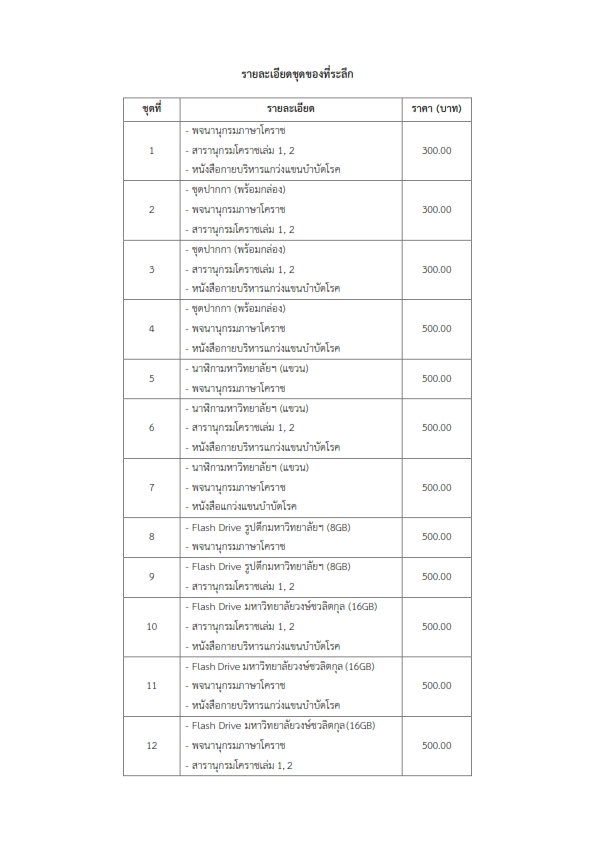 รายละเอียดชุดของที่ระลึก
ชุดที่ รายละเอียด ราคา (บาท)
1
- พจนานุกรมภาษาโคราช
- สารานุกรมโคราชเล่ม 1, 2
- หนังสือกายบริหารแกว่งแขนบำบัดโรค
300.00
2
- ชุดปากกา (พร้อมกล่อง)
- พจนานุกรมภาษาโคราช
- สารานุกรมโคราชเล่ม 1, 2
300.00
3
- ชุดปากกา (พร้อมกล่อง)
- สารานุกรมโคราชเล่ม 1, 2
- หนังสือกายบริหารแกว่งแขนบำบัดโรค
300.00
4
- ชุดปากกา (พร้อมกล่อง)
- พจนานุกรมภาษาโคราช
- หนังสือกายบริหารแกว่งแขนบำบัดโรค
500.00
5
- นาฬิกามหาวิทยาลัยฯ (แขวน)
- พจนานุกรมภาษาโคราช
500.00
6
- นาฬิกามหาวิทยาลัยฯ (แขวน)
- สารานุกรมโคราชเล่ม 1, 2
- หนังสือกายบริหารแกว่งแขนบำบัดโรค
500.00
7
- นาฬิกามหาวิทยาลัยฯ (แขวน)
- พจนานุกรมภาษาโคราช
- หนังสือแกว่งแขนบำบัดโรค
500.00
8
- Flash Drive รูปตึกมหาวิทยาลัยฯ (8GB)
- พจนานุกรมภาษาโคราช
500.00
9
- Flash Drive รูปตึกมหาวิทยาลัยฯ (8GB)
- สารานุกรมโคราชเล่ม 1, 2
500.00
10
- Flash Drive มหาวิทยาลัยวงษ์ชวลิตกุล (16GB)
- สารานุกรมโคราชเล่ม 1, 2
- หนังสือกายบริหารแกว่งแขนบำบัดโรค
500.00
11
- Flash Drive มหาวิทยาลัยวงษ์ชวลิตกุล (16GB)
- พจนานุกรมภาษาโคราช
- หนังสือกายบริหารแกว่งแขนบำบัดโรค
500.00
12
- Flash Drive มหาวิทยาลัยวงษ์ชวลิตกุล (16GB)
- พจนานุกรมภาษาโคราช
- สารานุกรมโคราชเล่ม 1, 2
500.00